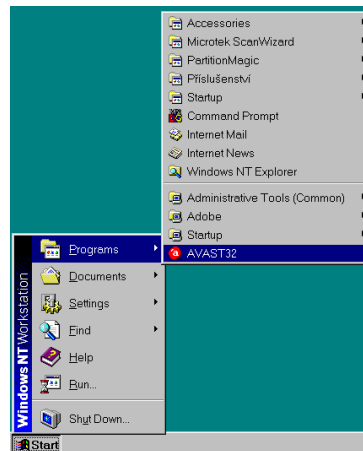 Accessories
Microtek ScanWizard
PartitionMagic
Příslušenství
Startup
Command Prompt
Internet Mail
Internet News
Windows NT Explorer
Administrative Tools (Common)
Adobe
Startup
AVAST32
Programs
Documents
Settings
Find
Help
Run...
Shut Down...
Windows NT Workstation
Start